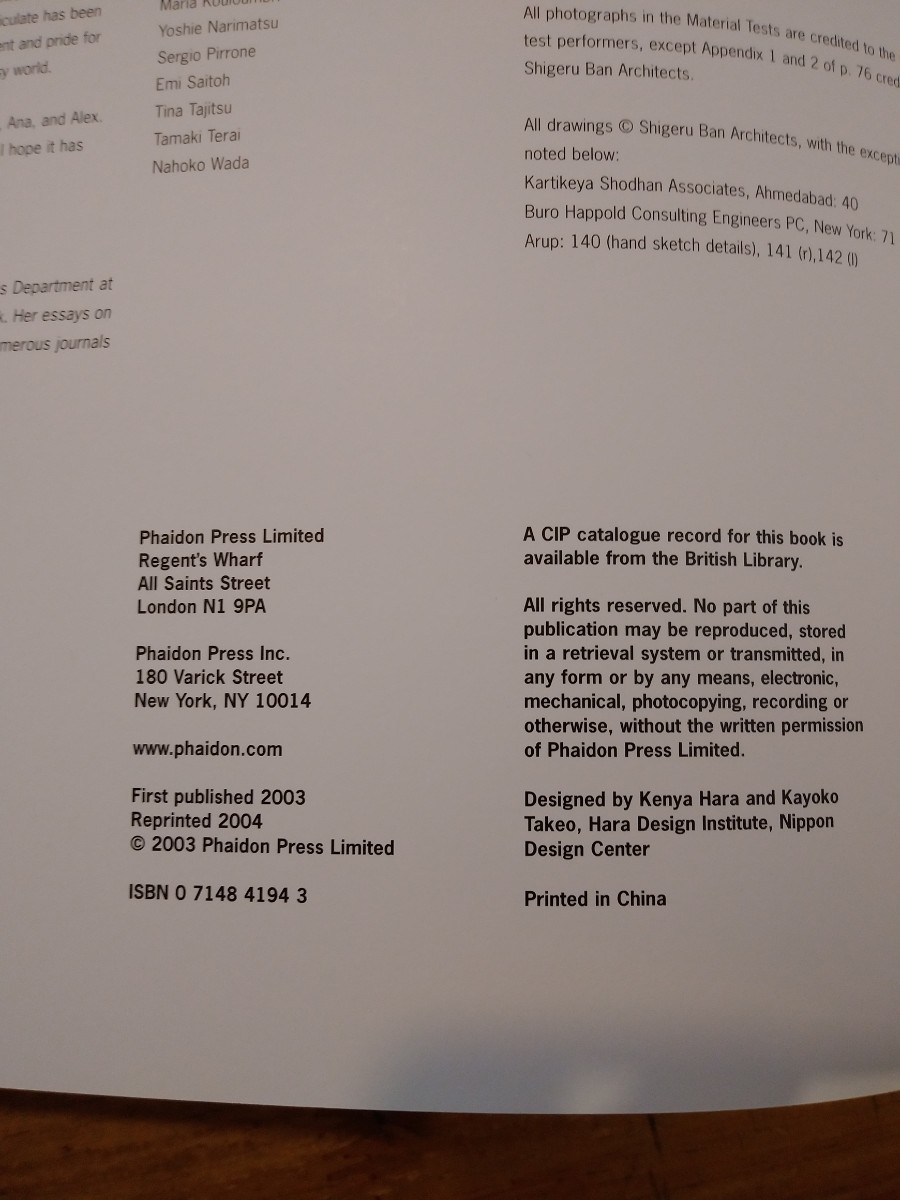 iculate has been
ent and pride for
y world.
, Ana, and Alex.
I hope it has
s Department at
k. Her essays on
merous journals
Maria
Yoshie Narimatsu
Sergio Pirrone
Emi Saitoh
Tina Tajitsu
Tamaki Terai
Nahoko Wada
All photographs in the Material Tests are credited to the
test performers, except Appendix 1 and 2 of p. 76 cred
Shigeru Ban Architects.
All drawings © Shigeru Ban Architects, with the excepti
noted below:
Kartikeya Shodhan Associates, Ahmedabad: 40
Buro Happold Consulting Engineers PC, New York: 71
Arup: 140 (hand sketch details), 141 (r),142 (l)
Phaidon Press Limited
Regent's Wharf
All Saints Street
London N1 9PA
Phaidon Press Inc.
180 Varick Street
New York, NY 10014
www.phaidon.com
First published 2003
Reprinted 2004
© 2003 Phaidon Press Limited
ISBN 0 7148 4194 3
A CIP catalogue record for this book is
available from the British Library.
All rights reserved. No part of this
publication may be reproduced, stored
in a retrieval system or transmitted, in
any form or by any means, electronic,
mechanical, photocopying, recording or
otherwise, without the written permission
of Phaidon Press Limited.
Designed by Kenya Hara and Kayoko
Takeo, Hara Design Institute, Nippon
Design Center
Printed in China